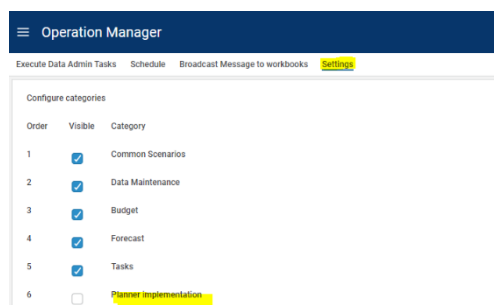 Operation Manager
Execute Data Admin Tasks Schedule Broadcast Message to workbooks Settings
Configure categories
Order Visible Category
1 Common Scenarios
2 Data Maintenance
3 Budget
4 Forecast
5 Tasks
6 Planner implementation